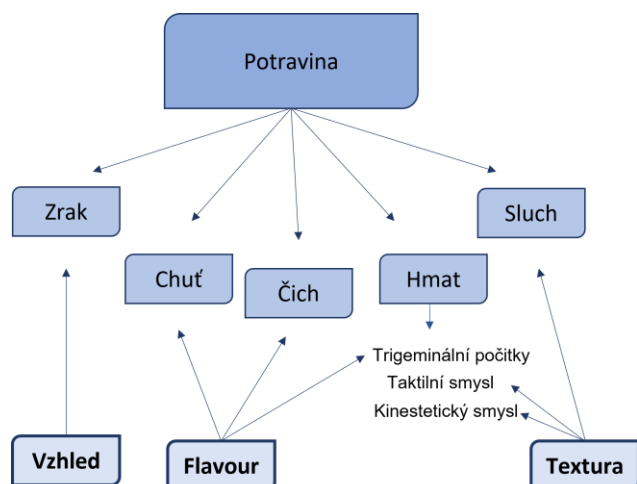 Potravina
Zrak
Sluch
Chuť
Čich
Hmat
Trigeminální počitky
Taktilní smysl
Kinestetický smysl
Vzhled
Flavour
Textura